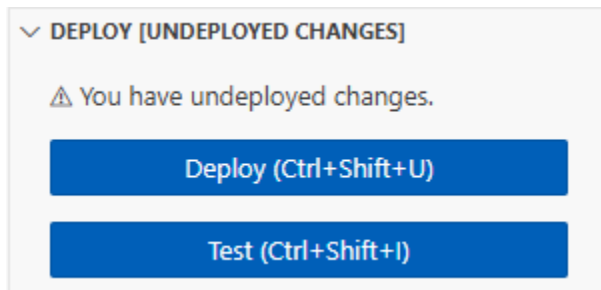 DEPLOY [UNDEPLOYED CHANGES]
You have undeployed changes.
Deploy (Ctrl+Shift+U)
Test (Ctrl+Shift+I)